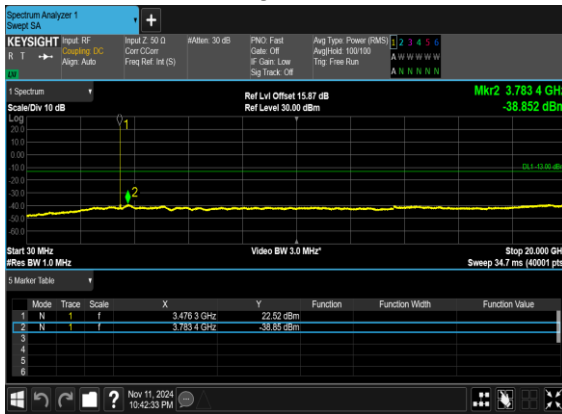 Spectrum Analyzer 1
Swept SA
+
KEYSIGHT
R T
Input: RF
Coupling: DC
Align: Auto
Input Z: 50 Ω
Corr CCorr
Freq Ref: Int (S)
#Atten: 30 dB
PNO: Fast
Gate: Off
IF Gain: Low
Sig Track: Off
Avg Type: Power (RMS)
Avg|Hold: 100/100
Trig: Free Run
1 2 3 4 5 6
A W W W W W
A N N N N N
1 Spectrum
Scale/Div 10 dB
Ref Lvl Offset 15.87 dB
Ref Level 30.00 dBm
Mkr2 3.783 4 GHz
-38.852 dBm
Log
20.0
10.0
0.00
-10.0
-20.0
-30.0
-40.0
-50.0
-60.0
1
2
DL1 -13.00 dBm
Start 30 MHz
#Res BW 1.0 MHz
Video BW 3.0 MHz*
Stop 20.000 GHz
Sweep 34.7 ms (40001 pts)
5 Marker Table
Mode Trace Scale X Y Function Function Width Function Value
1 N 1 f 3.476 3 GHz 22.52 dBm
2 N 1 f 3.783 4 GHz -38.85 dBm
3
4
5
6
?
Nov 11, 2024
10:42:33 PM